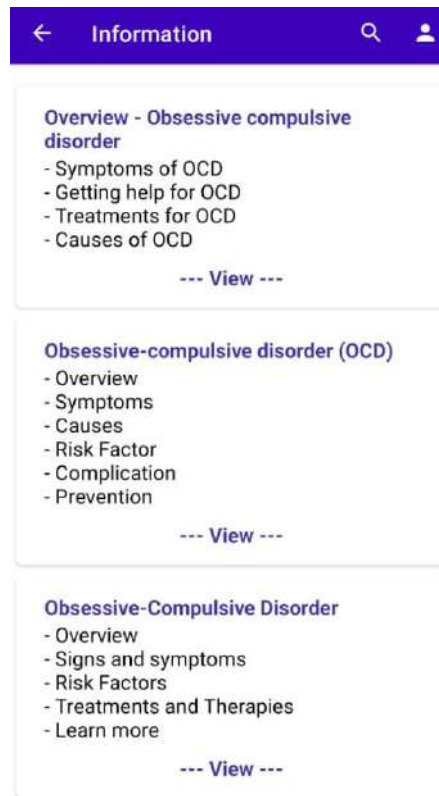 Information
Overview - Obsessive compulsive
disorder
- Symptoms of OCD
- Getting help for OCD
- Treatments for OCD
- Causes of OCD
--- View ---
Obsessive-compulsive disorder (OCD)
- Overview
- Symptoms
- Causes
- Risk Factor
- Complication
- Prevention
--- View ---
Obsessive-Compulsive Disorder
- Overview
- Signs and symptoms
- Risk Factors
- Treatments and Therapies
- Learn more
--- View ---